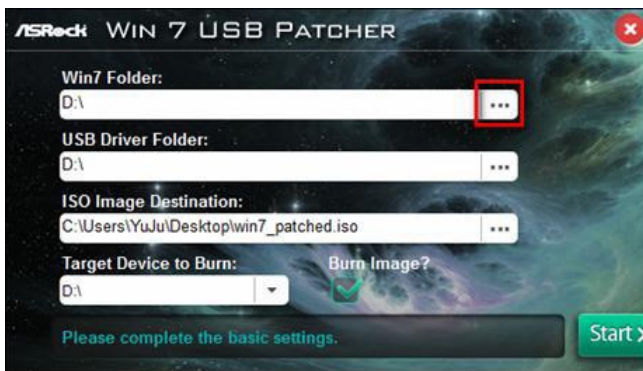 ASRock WIN 7 USB PATCHER
Win7 Folder:
D:\
USB Driver Folder:
D:\
ISO Image Destination:
C:\Users\YuJu\Desktop\win7_patched.iso
Target Device to Burn: Burn Image?
D:\
Please complete the basic settings.
Start